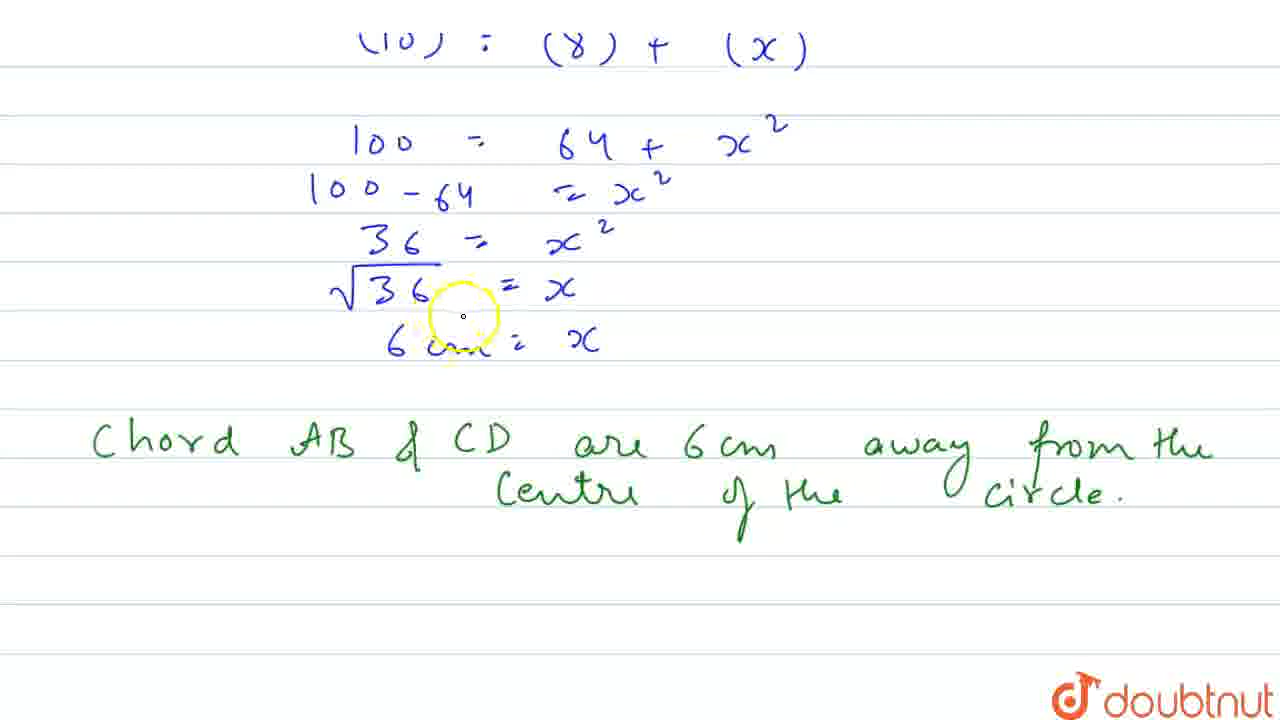 (10) = (8) + (x)
100 = 64 + x²
100 - 64 = x²
36 = x²
√36 = x
6 cm = x
Chord AB & CD are 6 cm away from the
Centre of the circle.
doubtnut